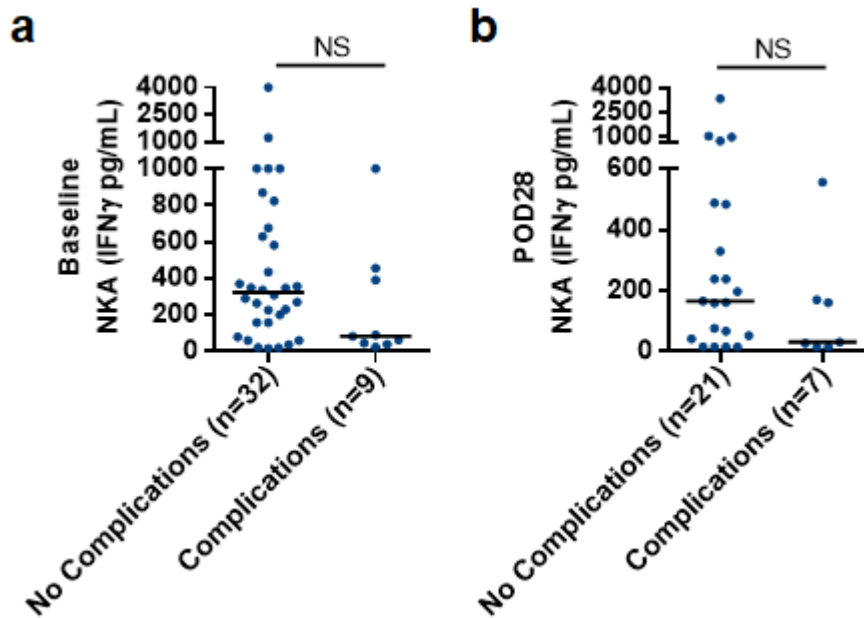 a
NS
Baseline
NKA (IFNγ pg/mL)
4000
2500
1000
1000
800
600
400
200
0
No Complications (n=32)
Complications (n=9)
b
NS
POD28
NKA (IFNγ pg/mL)
4000
2500
1000
600
400
200
0
No Complications (n=21)
Complications (n=7)